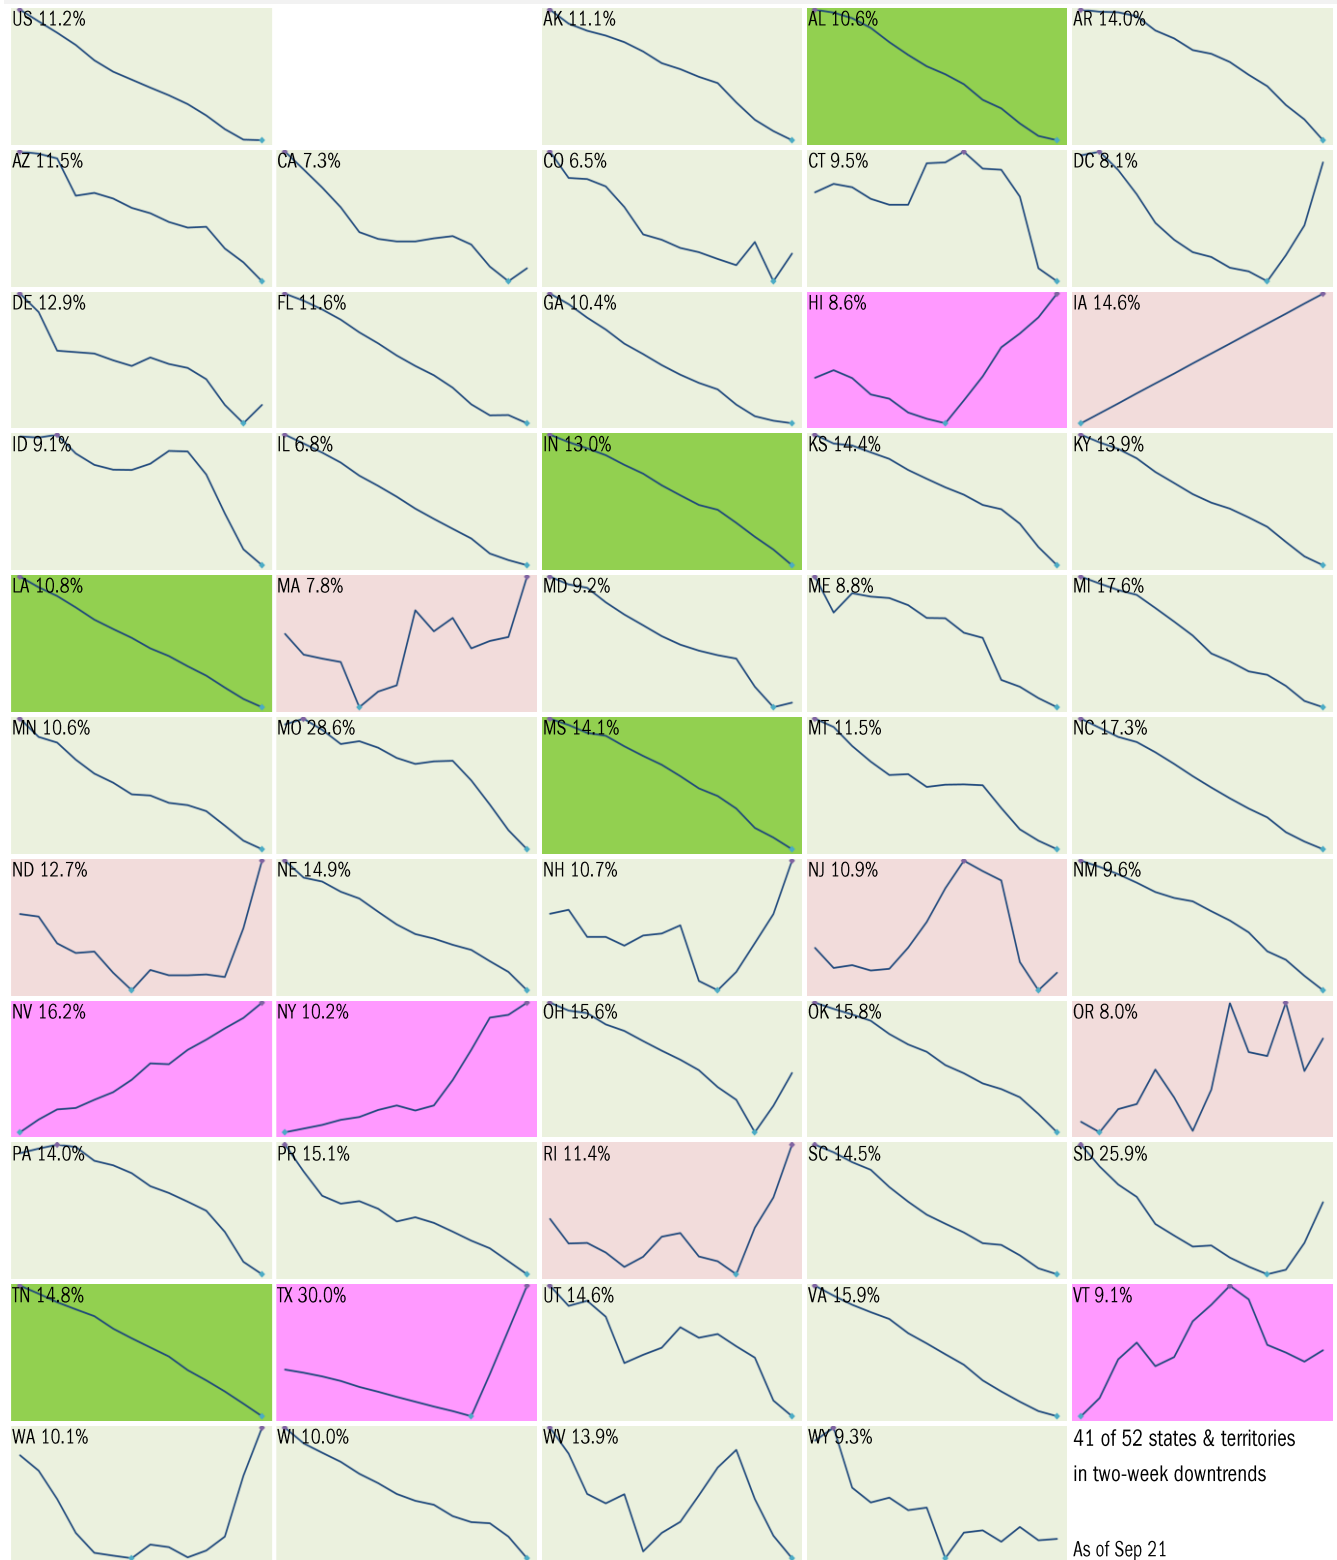 US 11.2%
AK 11.1%
AL 10.6%
AR 14.0%
AZ 11.5%
CA 7.3%
CO 6.5%
CT 9.5%
DC 8.1%
DE 12.9%
FL 11.6%
GA 10.4%
HI 8.6%
IA 14.6%
ID 9.1%
IL 6.8%
IN 13.0%
KS 14.4%
KY 13.9%
LA 10.8%
MA 7.8%
MD 9.2%
ME 8.8%
MI 17.6%
MN 10.6%
MO 28.6%
MS 14.1%
MT 11.5%
NC 17.3%
ND 12.7%
NE 14.9%
NH 10.7%
NJ 10.9%
NM 9.6%
NV 16.2%
NY 10.2%
OH 15.6%
OK 15.8%
OR 8.0%
PA 14.0%
PR 15.1%
RI 11.4%
SC 14.5%
SD 25.9%
TN 14.8%
TX 30.0%
UT 14.6%
VA 15.9%
VT 9.1%
WA 10.1%
WI 10.0%
WV 13.9%
WY 9.3%
41 of 52 states & territories
in two-week downtrends
As of Sep 21